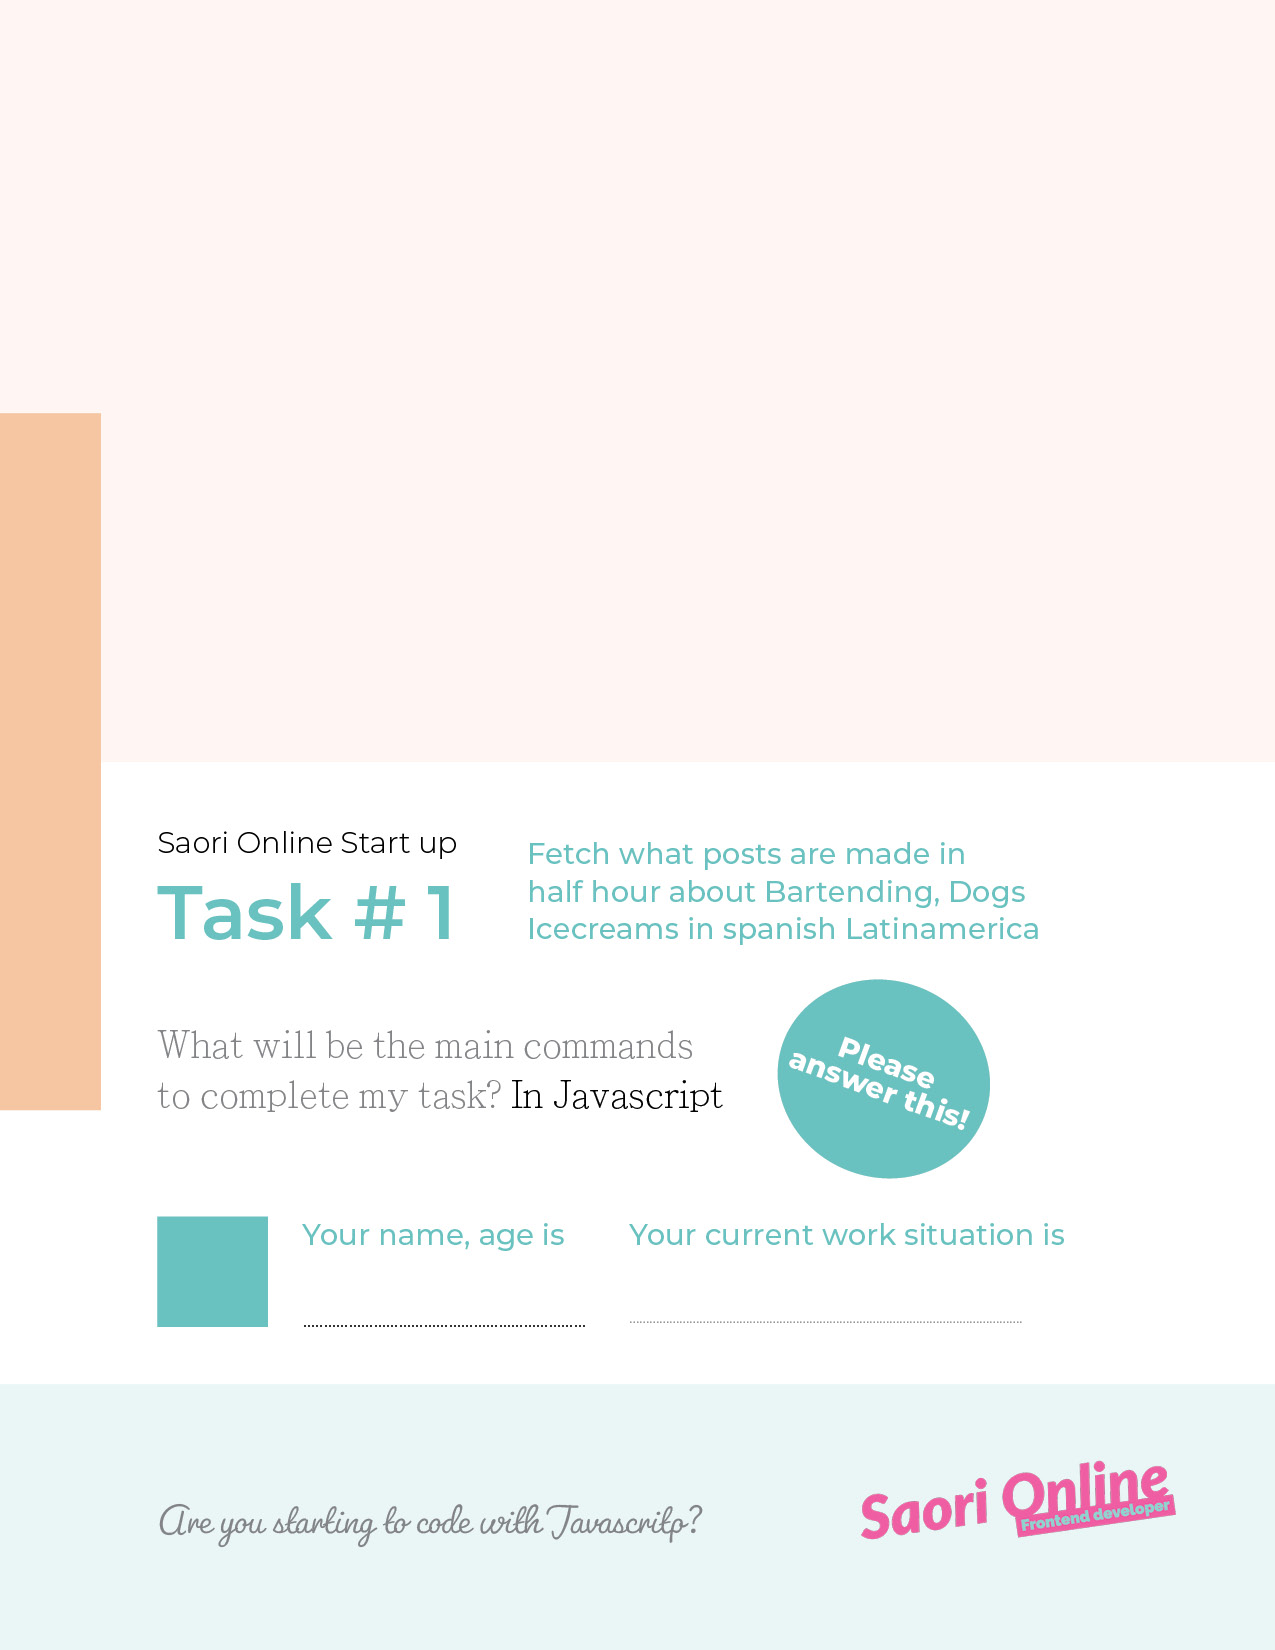 Saori Online Start up
Task # 1
Fetch what posts are made in
half hour about Bartending, Dogs
Icecreams in spanish Latinamerica
What will be the main commands
to complete my task? In Javascript
Please
answer this!
Your name, age is
Your current work situation is
Are you starting to code with Javascritp?
Saori Online
Frontend developer